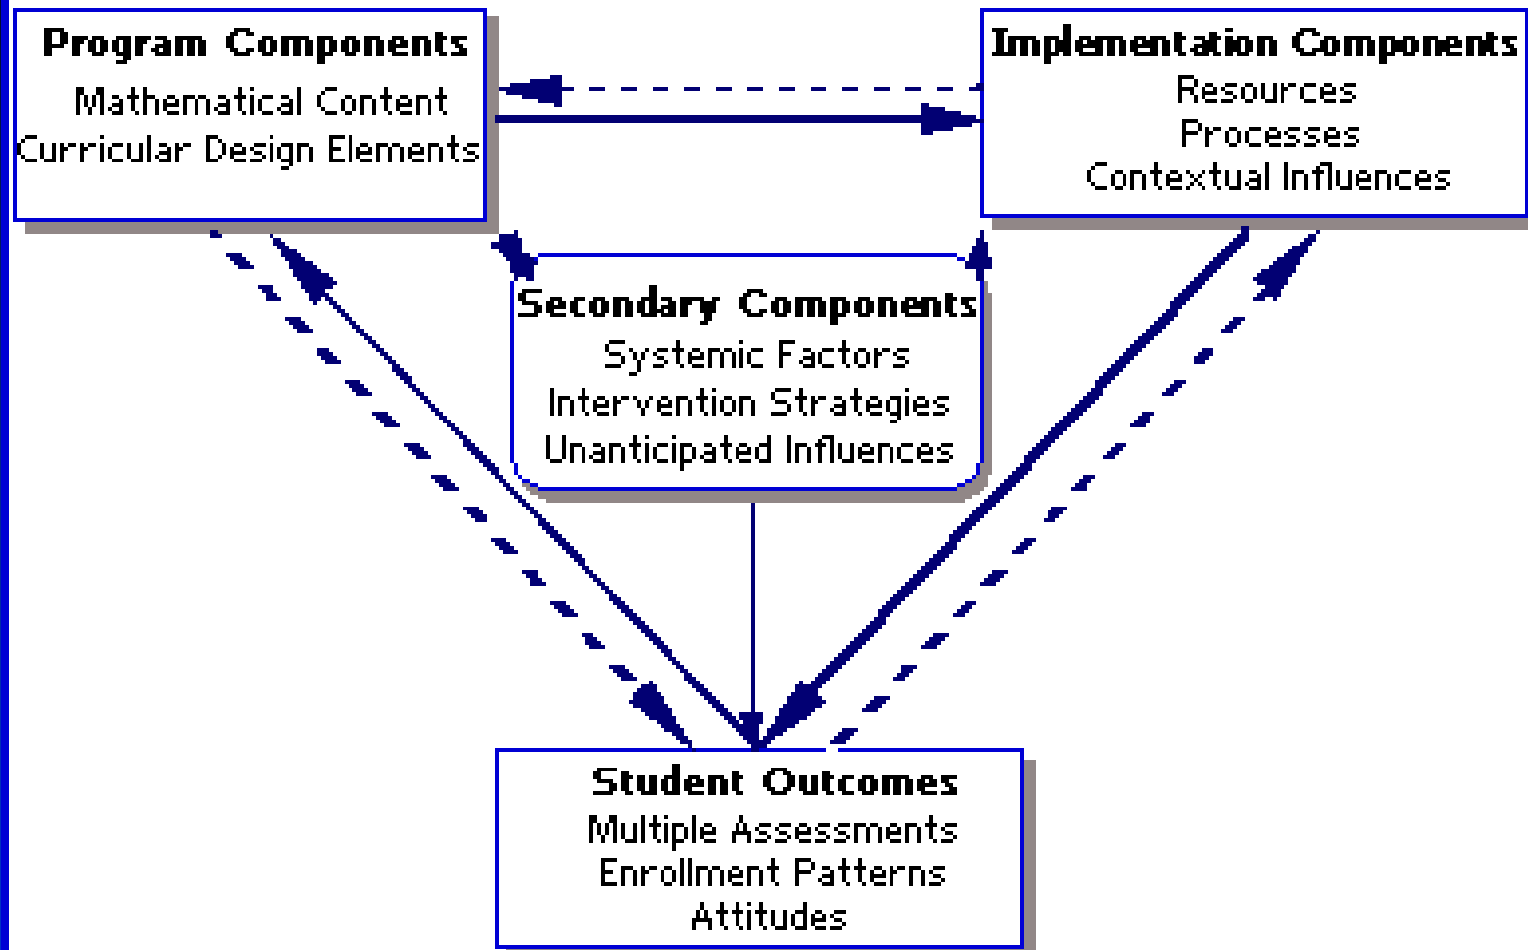 Program Components
Mathematical Content
Curricular Design Elements
Implementation Components
Resources
Processes
Contextual Influences
Secondary Components
Systemic Factors
Intervention Strategies
Unanticipated Influences
Student Outcomes
Multiple Assessments
Enrollment Patterns
Attitudes